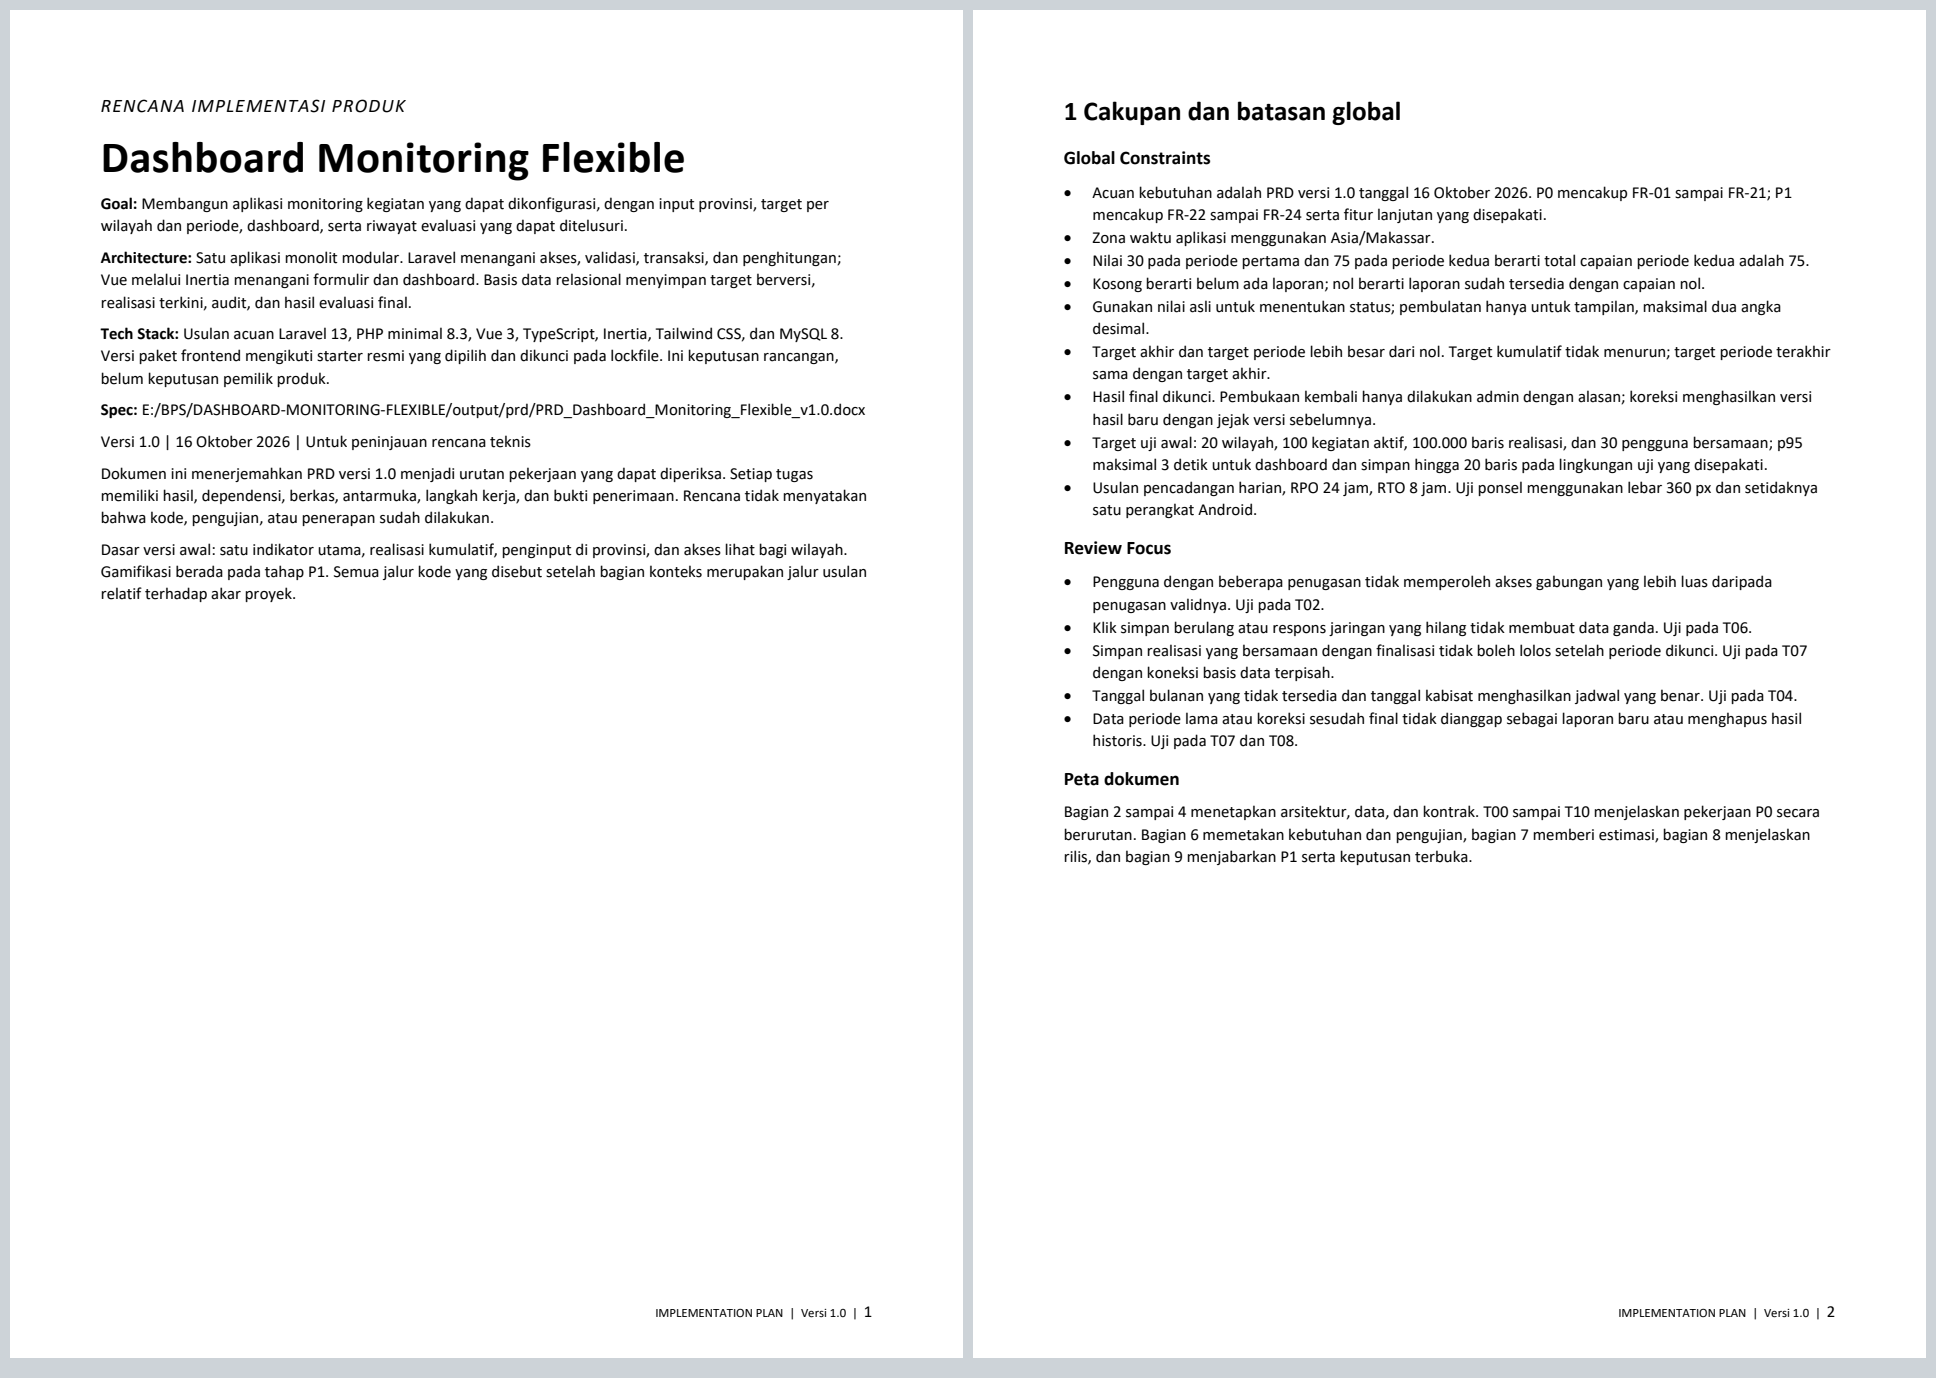 RENCANA IMPLEMENTASI PRODUK
Dashboard Monitoring Flexible
Goal: Membangun aplikasi monitoring kegiatan yang dapat dikonfigurasi, dengan input provinsi, target per
wilayah dan periode, dashboard, serta riwayat evaluasi yang dapat ditelusuri.
Architecture: Satu aplikasi monolit modular. Laravel menangani akses, validasi, transaksi, dan penghitungan;
Vue melalui Inertia menangani formulir dan dashboard. Basis data relasional menyimpan target berversi,
realisasi terkini, audit, dan hasil evaluasi final.
Tech Stack: Usulan acuan Laravel 13, PHP minimal 8.3, Vue 3, TypeScript, Inertia, Tailwind CSS, dan MySQL 8.
Versi paket frontend mengikuti starter resmi yang dipilih dan dikunci pada lockfile. Ini keputusan rancangan,
belum keputusan pemilik produk.
Spec: E:/BPS/DASHBOARD-MONITORING-FLEXIBLE/output/prd/PRD_Dashboard_Monitoring_Flexible_v1.0.docx
Versi 1.0 | 16 Oktober 2026 | Untuk peninjauan rencana teknis
Dokumen ini menerjemahkan PRD versi 1.0 menjadi urutan pekerjaan yang dapat diperiksa. Setiap tugas
memiliki hasil, dependensi, berkas, antarmuka, langkah kerja, dan bukti penerimaan. Rencana tidak menyatakan
bahwa kode, pengujian, atau penerapan sudah dilakukan.
Dasar versi awal: satu indikator utama, realisasi kumulatif, penginput di provinsi, dan akses lihat bagi wilayah.
Gamifikasi berada pada tahap P1. Semua jalur kode yang disebut setelah bagian konteks merupakan jalur usulan
relatif terhadap akar proyek.
IMPLEMENTATION PLAN | Versi 1.0 | 1
1 Cakupan dan batasan global
Global Constraints
• Acuan kebutuhan adalah PRD versi 1.0 tanggal 16 Oktober 2026. P0 mencakup FR-01 sampai FR-21; P1
mencakup FR-22 sampai FR-24 serta fitur lanjutan yang disepakati.
• Zona waktu aplikasi menggunakan Asia/Makassar.
• Nilai 30 pada periode pertama dan 75 pada periode kedua berarti total capaian periode kedua adalah 75.
• Kosong berarti belum ada laporan; nol berarti laporan sudah tersedia dengan capaian nol.
• Gunakan nilai asli untuk menentukan status; pembulatan hanya untuk tampilan, maksimal dua angka
desimal.
• Target akhir dan target periode lebih besar dari nol. Target kumulatif tidak menurun; target periode terakhir
sama dengan target akhir.
• Hasil final dikunci. Pembukaan kembali hanya dilakukan admin dengan alasan; koreksi menghasilkan versi
hasil baru dengan jejak versi sebelumnya.
• Target uji awal: 20 wilayah, 100 kegiatan aktif, 100.000 baris realisasi, dan 30 pengguna bersamaan; p95
maksimal 3 detik untuk dashboard dan simpan hingga 20 baris pada lingkungan uji yang disepakati.
• Usulan pencadangan harian, RPO 24 jam, RTO 8 jam. Uji ponsel menggunakan lebar 360 px dan setidaknya
satu perangkat Android.
Review Focus
• Pengguna dengan beberapa penugasan tidak memperoleh akses gabungan yang lebih luas daripada
penugasan validnya. Uji pada T02.
• Klik simpan berulang atau respons jaringan yang hilang tidak membuat data ganda. Uji pada T06.
• Simpan realisasi yang bersamaan dengan finalisasi tidak boleh lolos setelah periode dikunci. Uji pada T07
dengan koneksi basis data terpisah.
• Tanggal bulanan yang tidak tersedia dan tanggal kabisat menghasilkan jadwal yang benar. Uji pada T04.
• Data periode lama atau koreksi sesudah final tidak dianggap sebagai laporan baru atau menghapus hasil
historis. Uji pada T07 dan T08.
Peta dokumen
Bagian 2 sampai 4 menetapkan arsitektur, data, dan kontrak. T00 sampai T10 menjelaskan pekerjaan P0 secara
berurutan. Bagian 6 memetakan kebutuhan dan pengujian, bagian 7 memberi estimasi, bagian 8 menjelaskan
rilis, dan bagian 9 menjabarkan P1 serta keputusan terbuka.
IMPLEMENTATION PLAN | Versi 1.0 | 2